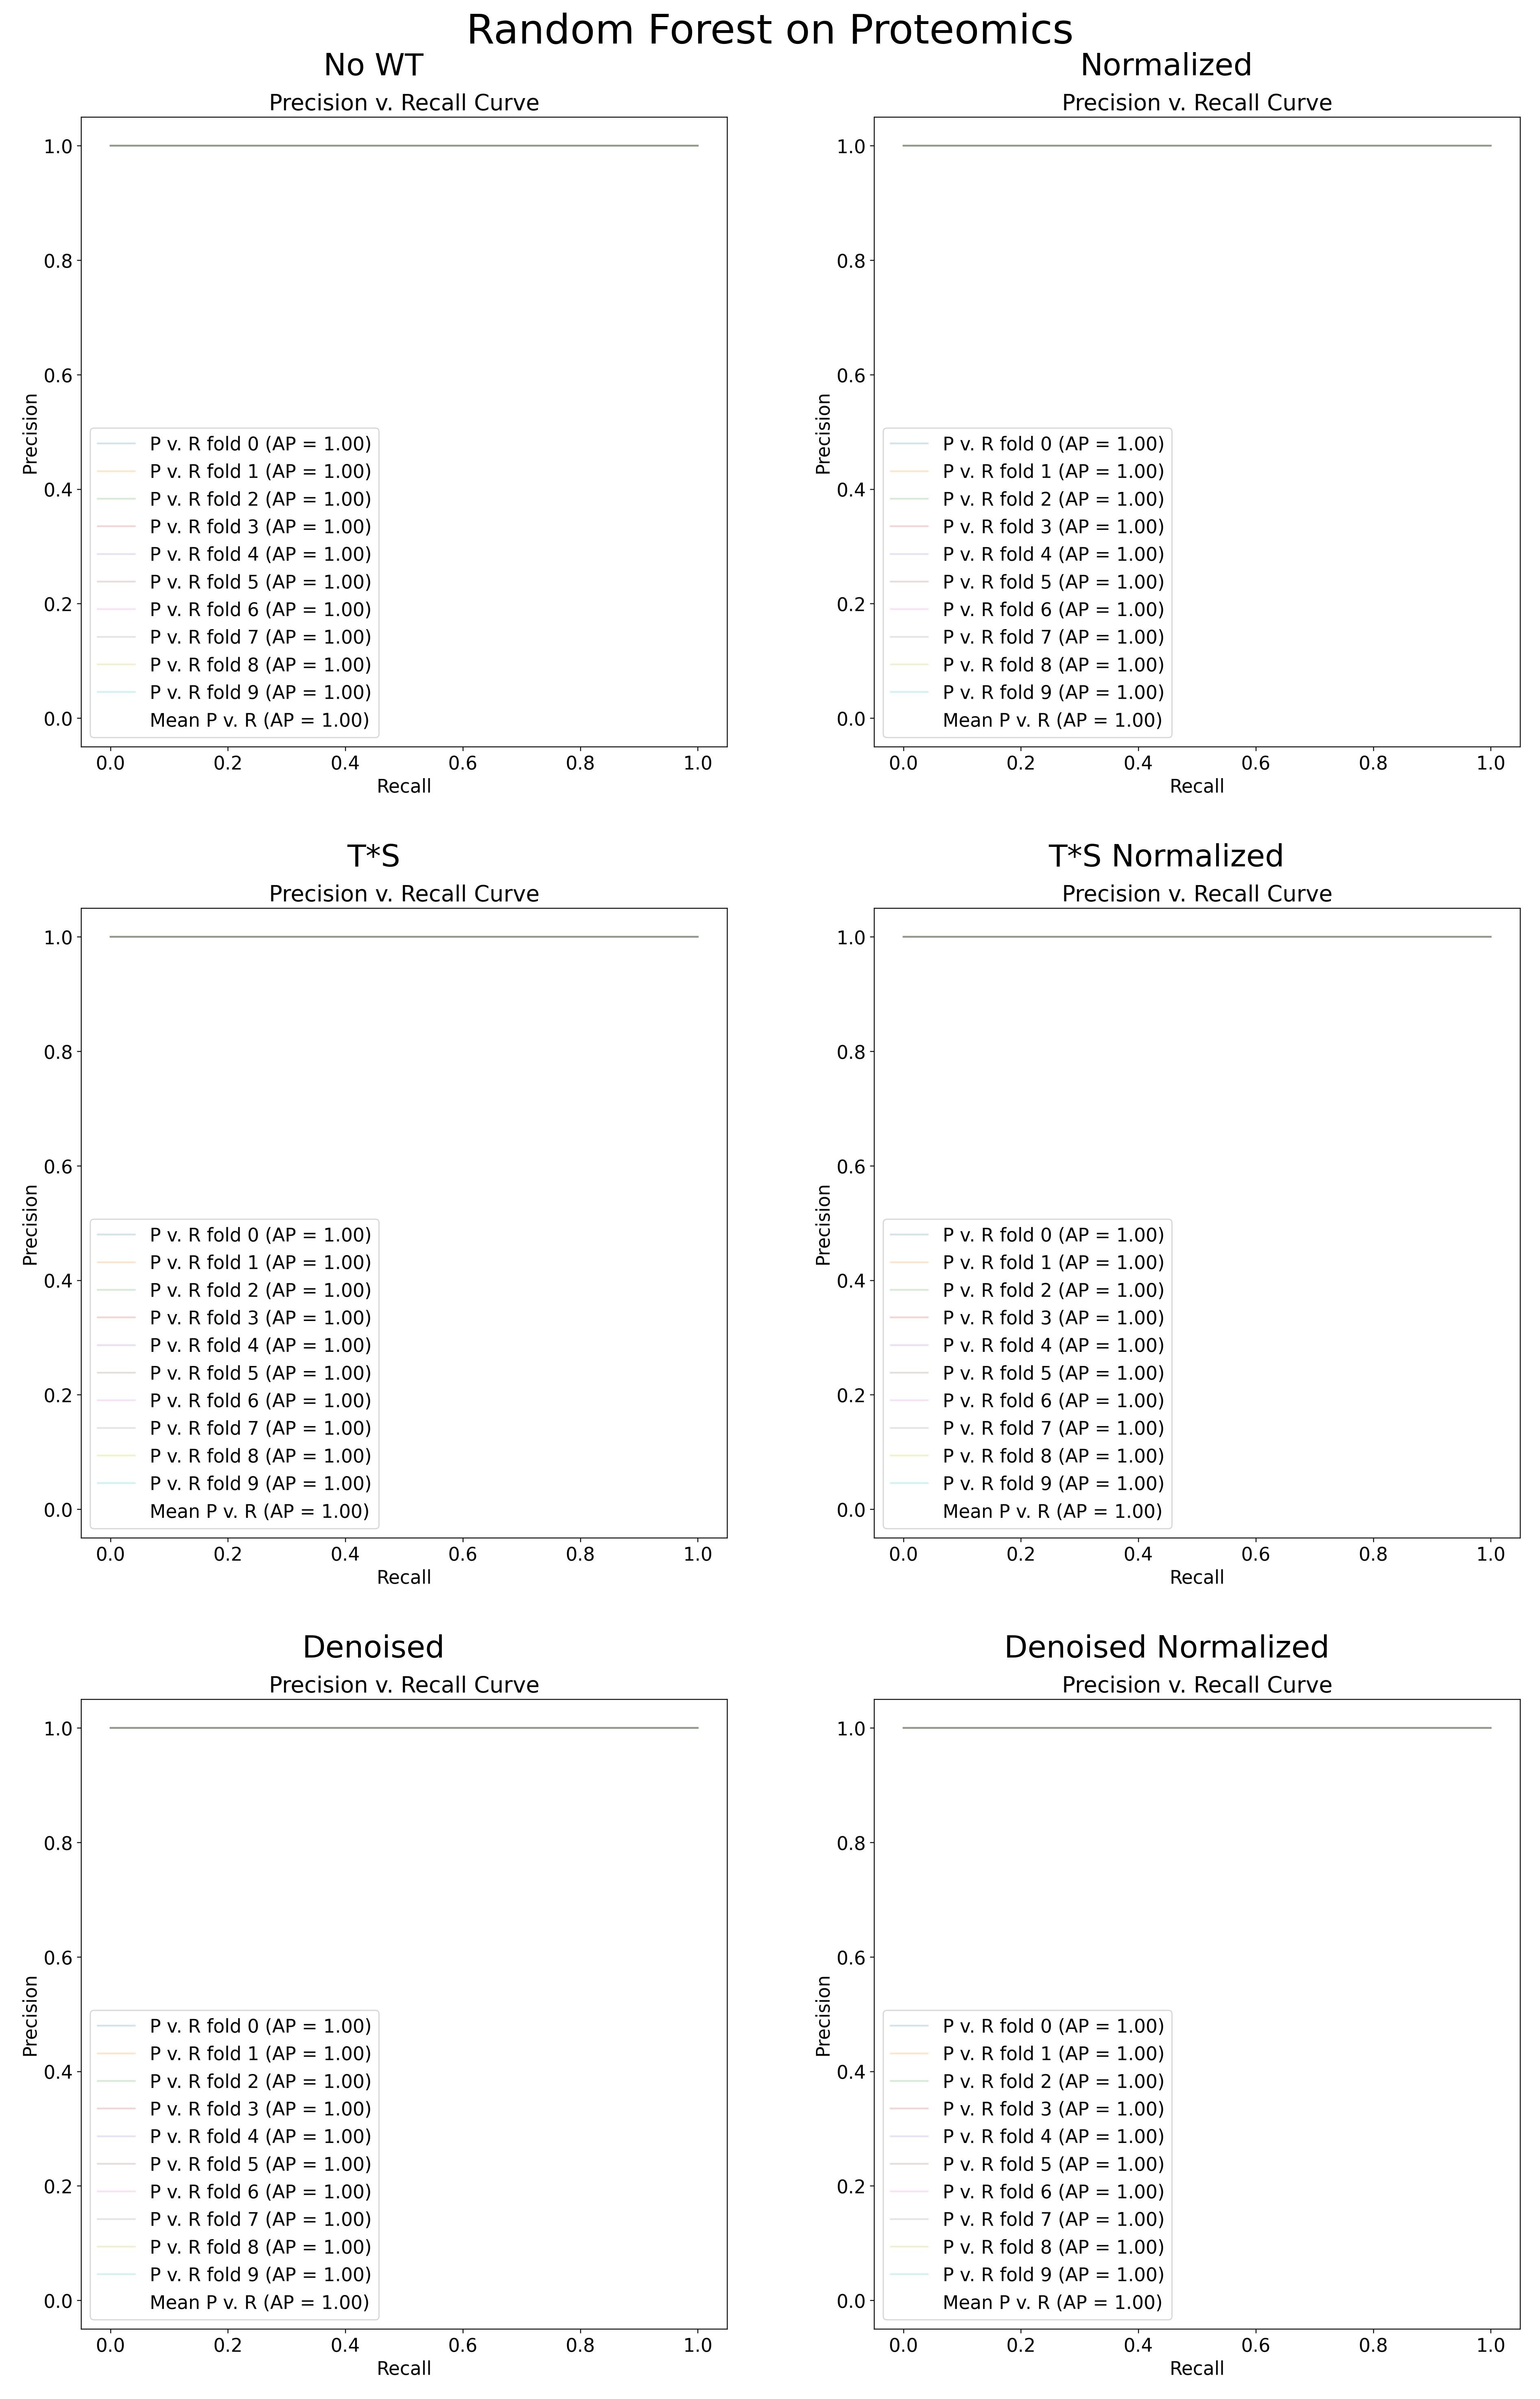 Random Forest on Proteomics
No WT
Precision v. Recall Curve
1.0
0.8
0.6
0.4
0.2
0.0
Precision
P v. R fold 0 (AP = 1.00)
P v. R fold 1 (AP = 1.00)
P v. R fold 2 (AP = 1.00)
P v. R fold 3 (AP = 1.00)
P v. R fold 4 (AP = 1.00)
P v. R fold 5 (AP = 1.00)
P v. R fold 6 (AP = 1.00)
P v. R fold 7 (AP = 1.00)
P v. R fold 8 (AP = 1.00)
P v. R fold 9 (AP = 1.00)
Mean P v. R (AP = 1.00)
0.0 0.2 0.4 0.6 0.8 1.0
Recall
Normalized
Precision v. Recall Curve
1.0
0.8
0.6
0.4
0.2
0.0
Precision
P v. R fold 0 (AP = 1.00)
P v. R fold 1 (AP = 1.00)
P v. R fold 2 (AP = 1.00)
P v. R fold 3 (AP = 1.00)
P v. R fold 4 (AP = 1.00)
P v. R fold 5 (AP = 1.00)
P v. R fold 6 (AP = 1.00)
P v. R fold 7 (AP = 1.00)
P v. R fold 8 (AP = 1.00)
P v. R fold 9 (AP = 1.00)
Mean P v. R (AP = 1.00)
0.0 0.2 0.4 0.6 0.8 1.0
Recall
T*S
Precision v. Recall Curve
1.0
0.8
0.6
0.4
0.2
0.0
Precision
P v. R fold 0 (AP = 1.00)
P v. R fold 1 (AP = 1.00)
P v. R fold 2 (AP = 1.00)
P v. R fold 3 (AP = 1.00)
P v. R fold 4 (AP = 1.00)
P v. R fold 5 (AP = 1.00)
P v. R fold 6 (AP = 1.00)
P v. R fold 7 (AP = 1.00)
P v. R fold 8 (AP = 1.00)
P v. R fold 9 (AP = 1.00)
Mean P v. R (AP = 1.00)
0.0 0.2 0.4 0.6 0.8 1.0
Recall
T*S Normalized
Precision v. Recall Curve
1.0
0.8
0.6
0.4
0.2
0.0
Precision
P v. R fold 0 (AP = 1.00)
P v. R fold 1 (AP = 1.00)
P v. R fold 2 (AP = 1.00)
P v. R fold 3 (AP = 1.00)
P v. R fold 4 (AP = 1.00)
P v. R fold 5 (AP = 1.00)
P v. R fold 6 (AP = 1.00)
P v. R fold 7 (AP = 1.00)
P v. R fold 8 (AP = 1.00)
P v. R fold 9 (AP = 1.00)
Mean P v. R (AP = 1.00)
0.0 0.2 0.4 0.6 0.8 1.0
Recall
Denoised
Precision v. Recall Curve
1.0
0.8
0.6
0.4
0.2
0.0
Precision
P v. R fold 0 (AP = 1.00)
P v. R fold 1 (AP = 1.00)
P v. R fold 2 (AP = 1.00)
P v. R fold 3 (AP = 1.00)
P v. R fold 4 (AP = 1.00)
P v. R fold 5 (AP = 1.00)
P v. R fold 6 (AP = 1.00)
P v. R fold 7 (AP = 1.00)
P v. R fold 8 (AP = 1.00)
P v. R fold 9 (AP = 1.00)
Mean P v. R (AP = 1.00)
0.0 0.2 0.4 0.6 0.8 1.0
Recall
Denoised Normalized
Precision v. Recall Curve
1.0
0.8
0.6
0.4
0.2
0.0
Precision
P v. R fold 0 (AP = 1.00)
P v. R fold 1 (AP = 1.00)
P v. R fold 2 (AP = 1.00)
P v. R fold 3 (AP = 1.00)
P v. R fold 4 (AP = 1.00)
P v. R fold 5 (AP = 1.00)
P v. R fold 6 (AP = 1.00)
P v. R fold 7 (AP = 1.00)
P v. R fold 8 (AP = 1.00)
P v. R fold 9 (AP = 1.00)
Mean P v. R (AP = 1.00)
0.0 0.2 0.4 0.6 0.8 1.0
Recall